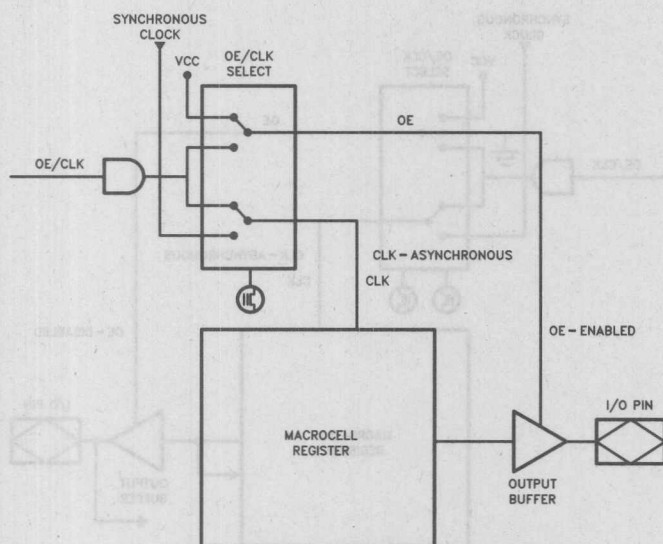 SYNCHRONOUS
CLOCK
VCC
OE/CLK
SELECT
OE
OE/CLK
CLK-ASYNCHRONOUS
CLK
OE-ENABLED
MACROCELL
REGISTER
I/O PIN
OUTPUT
BUFFER